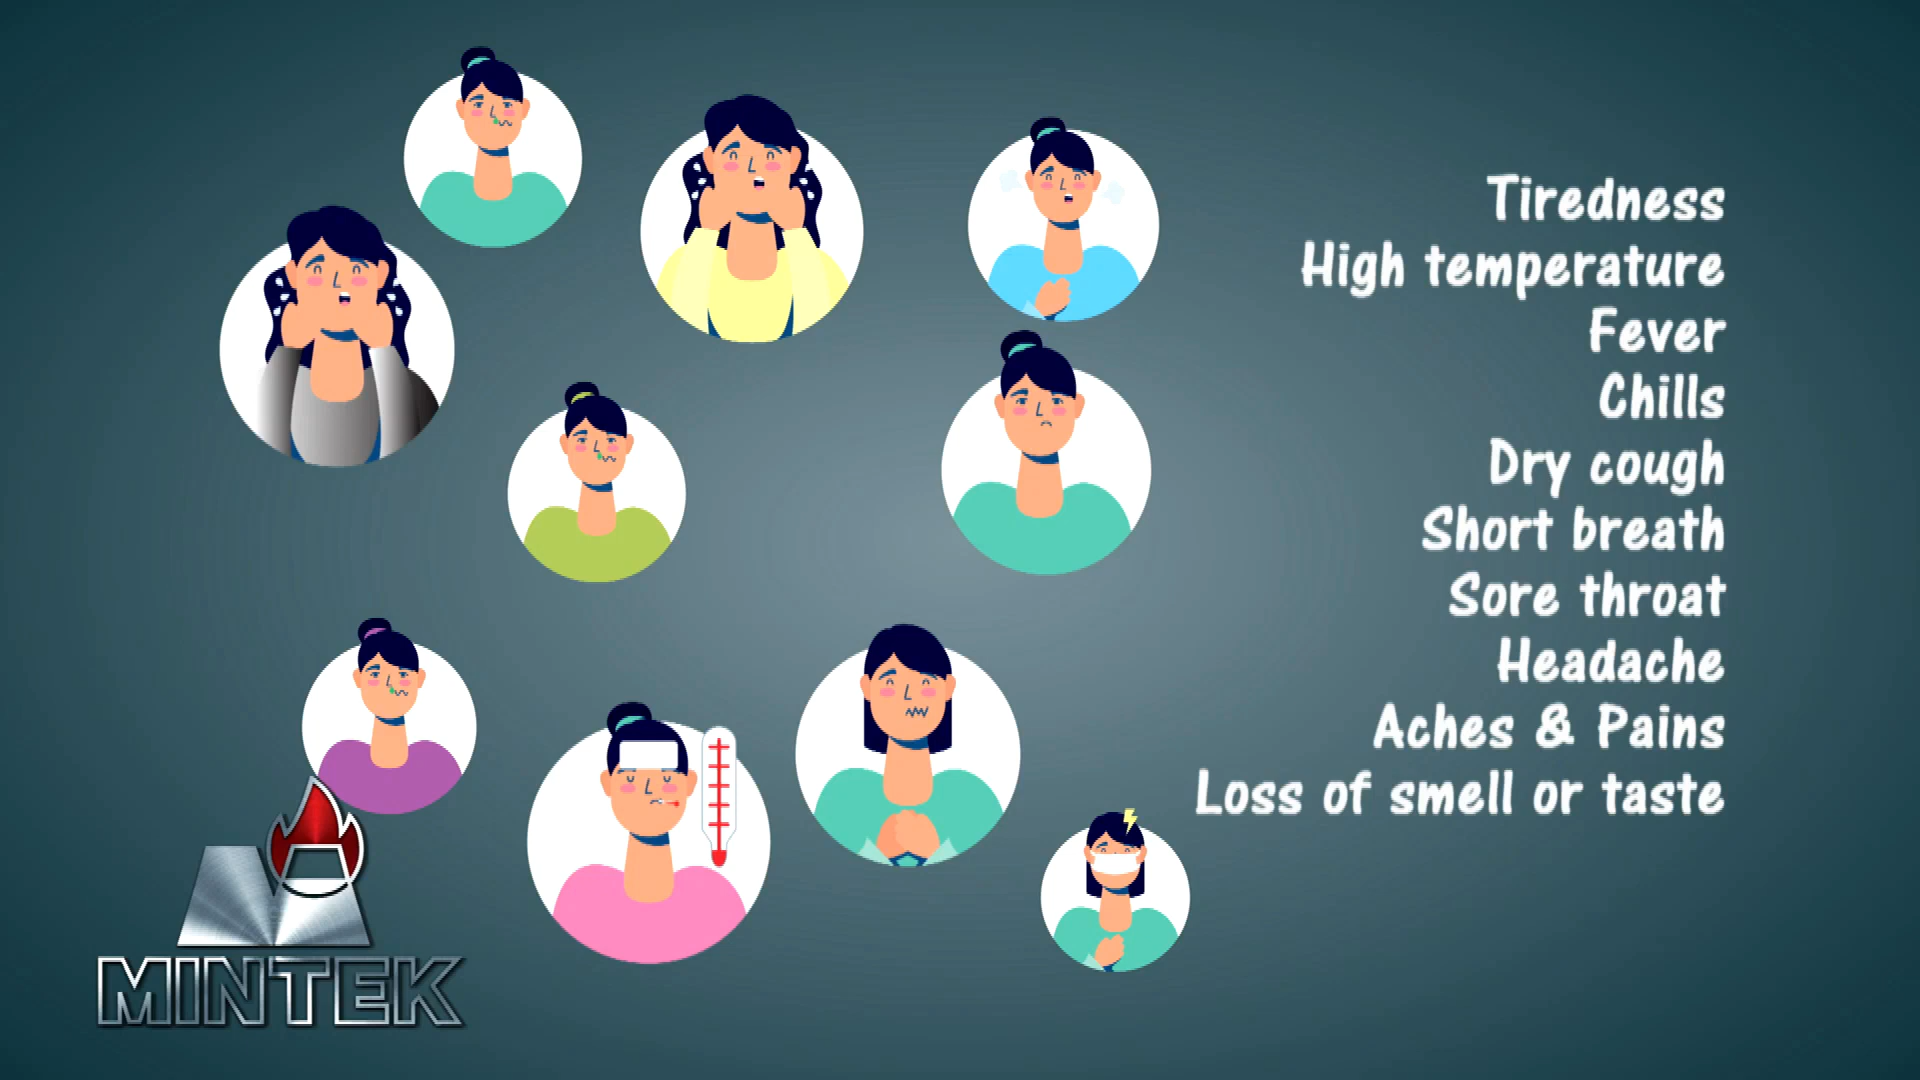 Tiredness
High temperature
Fever
Chills
Dry cough
Short breath
Sore throat
Headache
Aches & Pains
Loss of smell or taste
MINTEK